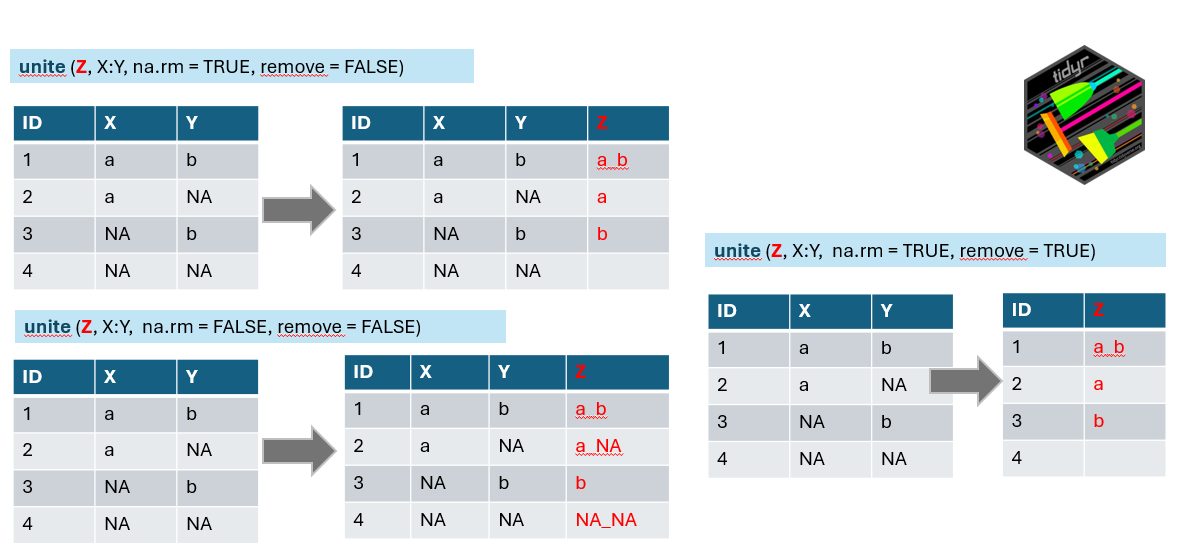 tidyr
unite (Z, X:Y, na.rm = TRUE, remove = FALSE)
ID X Y
1 a b
2 a NA
3 NA b
4 NA NA
ID X Y Z
1 a b a_b
2 a NA a
3 NA b b
4 NA NA
unite (Z, X:Y, na.rm = FALSE, remove = FALSE)
ID X Y
1 a b
2 a NA
3 NA b
4 NA NA
ID X Y Z
1 a b a_b
2 a NA a_NA
3 NA b b
4 NA NA NA_NA
unite (Z, X:Y, na.rm = TRUE, remove = TRUE)
ID X Y
1 a b
2 a NA
3 NA b
4 NA NA
ID Z
1 a_b
2 a
3 b
4